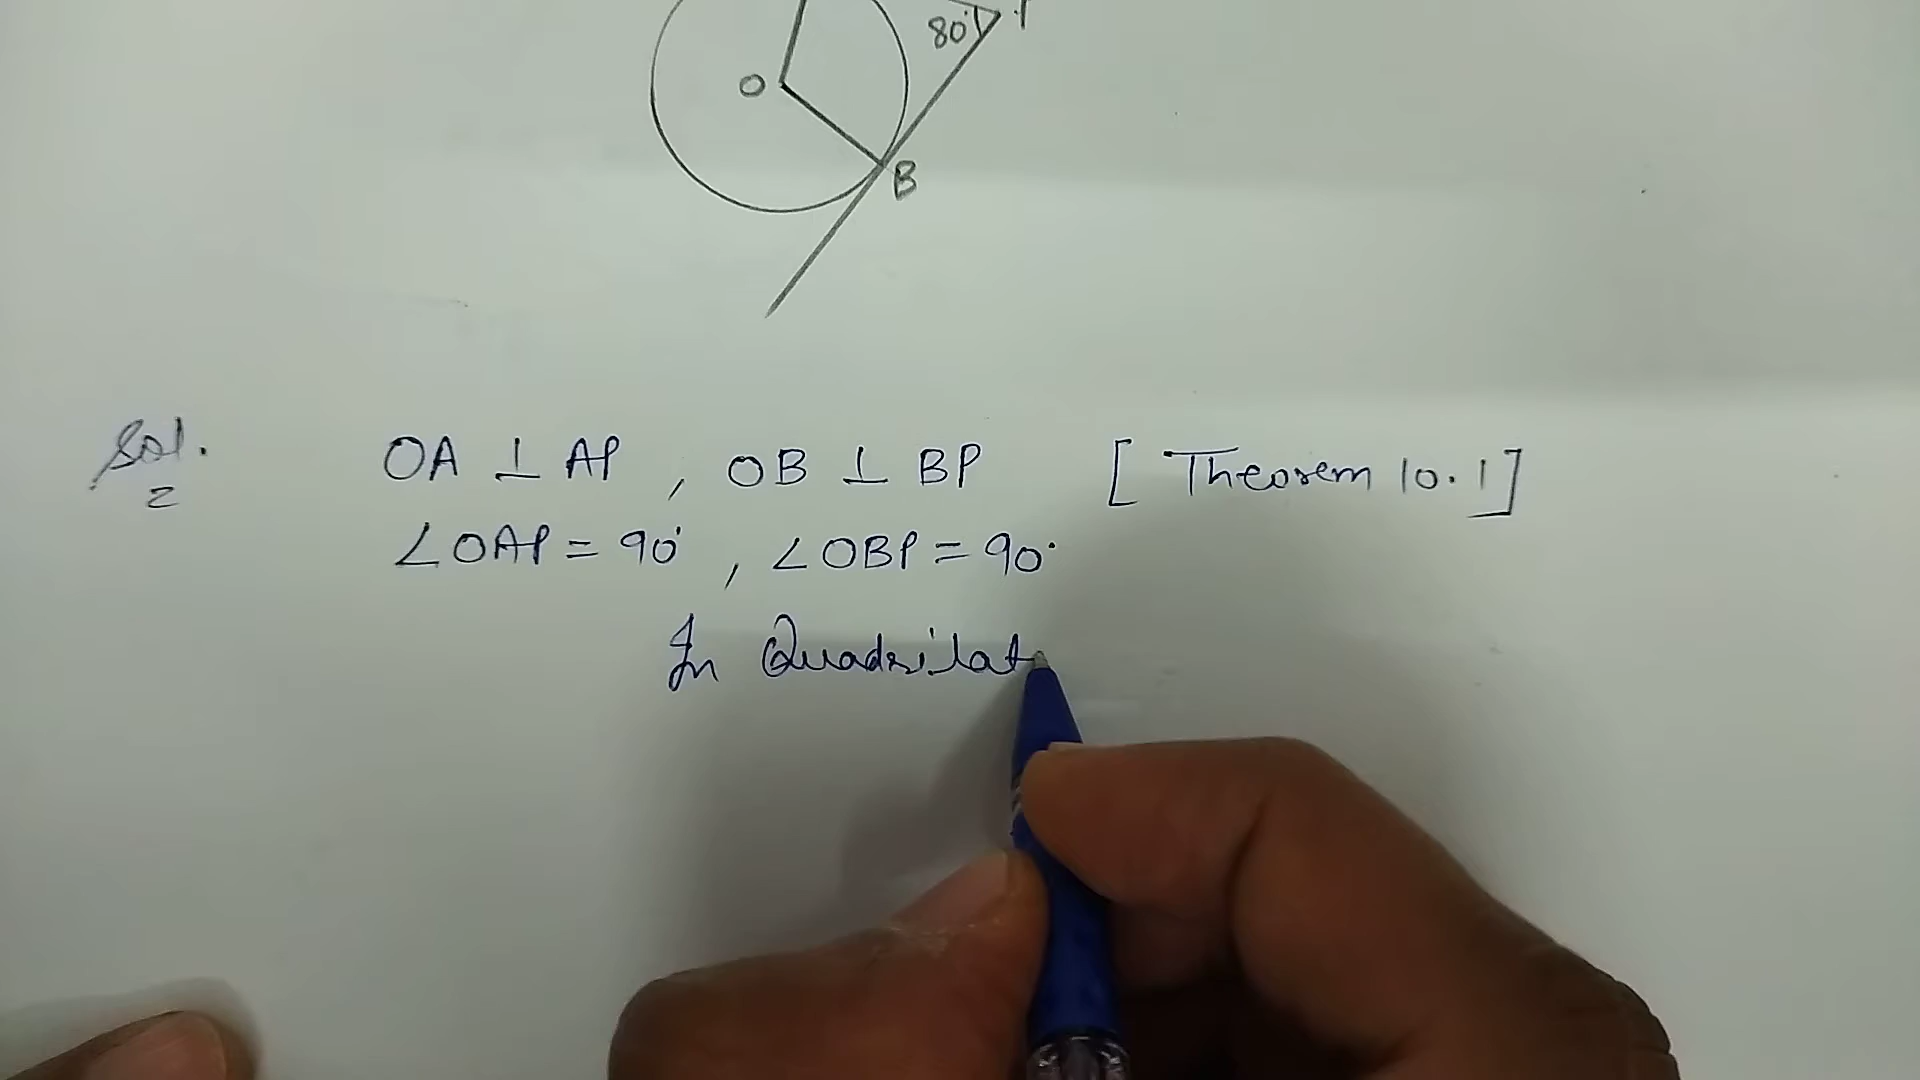 80°
O
B
Sol.
OA ⊥ AP , OB ⊥ BP [ Theorem 10.1]
∠OAP = 90° , ∠OBP = 90°
In Quadrilat